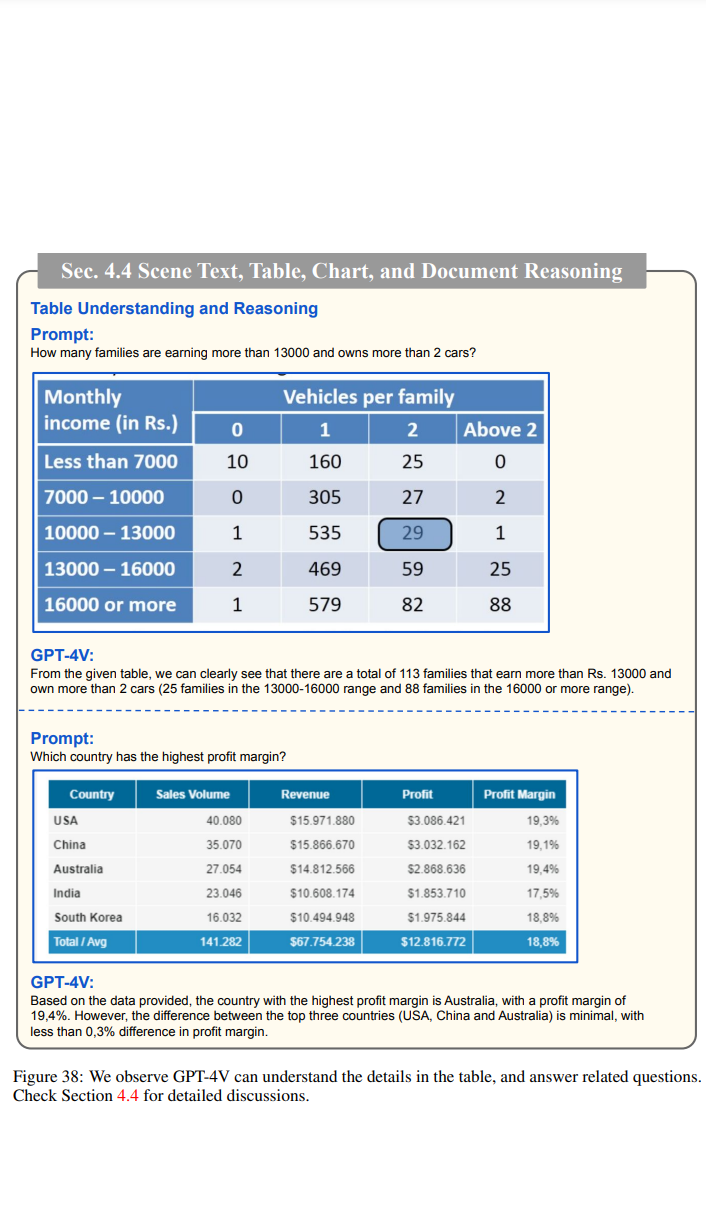 Sec. 4.4 Scene Text, Table, Chart, and Document Reasoning
Table Understanding and Reasoning
Prompt:
How many families are earning more than 13000 and owns more than 2 cars?
Monthly income (in Rs.) Vehicles per family
0 1 2 Above 2
Less than 7000 10 160 25 0
7000 – 10000 0 305 27 2
10000 – 13000 1 535 29 1
13000 – 16000 2 469 59 25
16000 or more 1 579 82 88
GPT-4V:
From the given table, we can clearly see that there are a total of 113 families that earn more than Rs. 13000 and
own more than 2 cars (25 families in the 13000-16000 range and 88 families in the 16000 or more range).
Prompt:
Which country has the highest profit margin?
Country Sales Volume Revenue Profit Profit Margin
USA 40.080 $15.971.880 $3.086.421 19,3%
China 35.070 $15.866.670 $3.032.162 19,1%
Australia 27.054 $14.812.566 $2.868.636 19,4%
India 23.046 $10.608.174 $1.853.710 17,5%
South Korea 16.032 $10.494.948 $1.975.844 18,8%
Total / Avg 141.282 $67.754.238 $12.816.772 18,8%
GPT-4V:
Based on the data provided, the country with the highest profit margin is Australia, with a profit margin of
19,4%. However, the difference between the top three countries (USA, China and Australia) is minimal, with
less than 0,3% difference in profit margin.
Figure 38: We observe GPT-4V can understand the details in the table, and answer related questions.
Check Section 4.4 for detailed discussions.